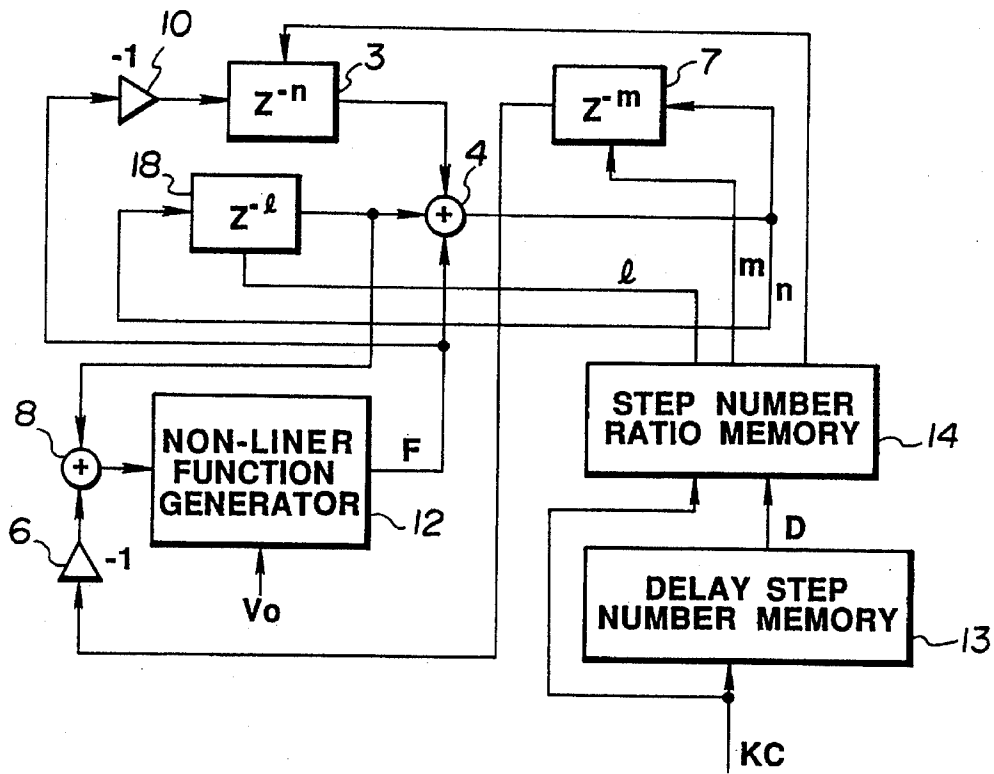 -1
10
3
7
Z⁻ⁿ
Z⁻ᵐ
18
4
Z⁻ˡ
+
ℓ
m
n
8
+
NON-LINER
FUNCTION
GENERATOR
F
12
STEP NUMBER
RATIO MEMORY
14
6
-1
Vo
D
DELAY STEP
NUMBER MEMORY
13
KC